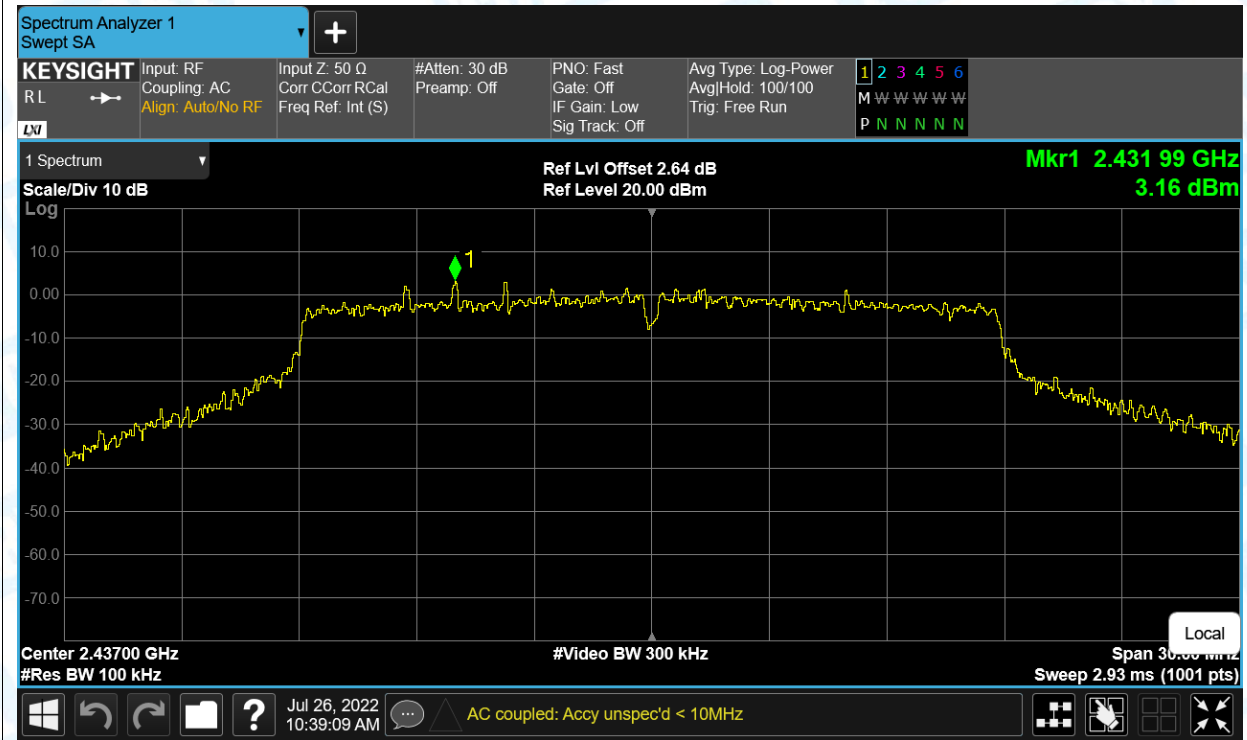 Spectrum Analyzer 1
Swept SA
KEYSIGHT
R L
LXI
Input: RF
Coupling: AC
Align: Auto/No RF
Input Z: 50 Ω
Corr CCorr RCal
Freq Ref: Int (S)
#Atten: 30 dB
Preamp: Off
PNO: Fast
Gate: Off
IF Gain: Low
Sig Track: Off
Avg Type: Log-Power
Avg|Hold: 100/100
Trig: Free Run
1 2 3 4 5 6
M W W W W W
P N N N N N
1 Spectrum
Scale/Div 10 dB
Log
Ref Lvl Offset 2.64 dB
Ref Level 20.00 dBm
Mkr1 2.431 99 GHz
3.16 dBm
1
10.0
0.00
-10.0
-20.0
-30.0
-40.0
-50.0
-60.0
-70.0
Local
Center 2.43700 GHz
#Video BW 300 kHz
Span 30.00 MHz
#Res BW 100 kHz
Sweep 2.93 ms (1001 pts)
?
Jul 26, 2022
10:39:09 AM
AC coupled: Accy unspec'd < 10MHz